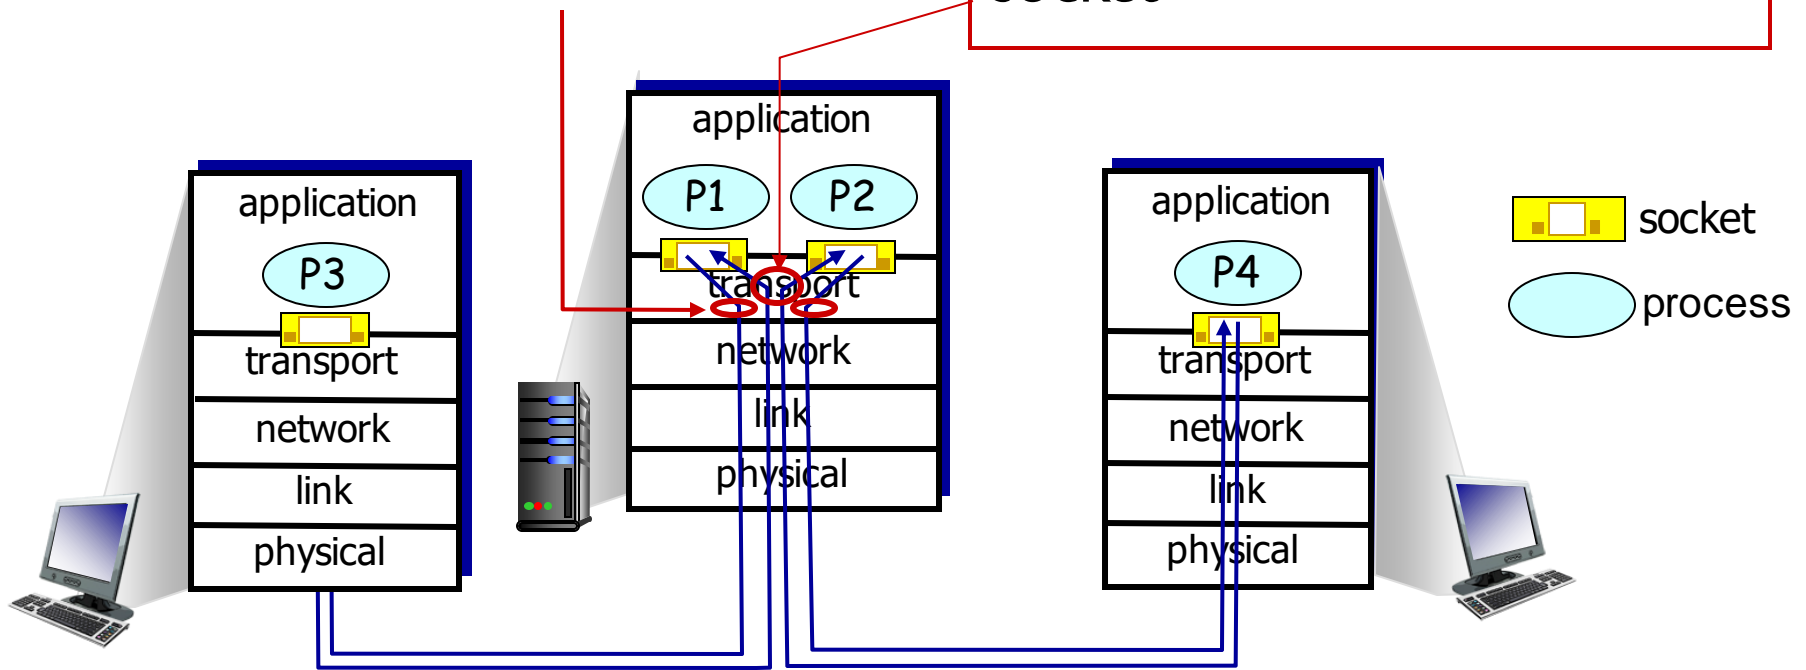 application
P1 P2
transport
network
link
physical
application
P3
transport
network
link
physical
application
P4
transport
network
link
physical
socket
process